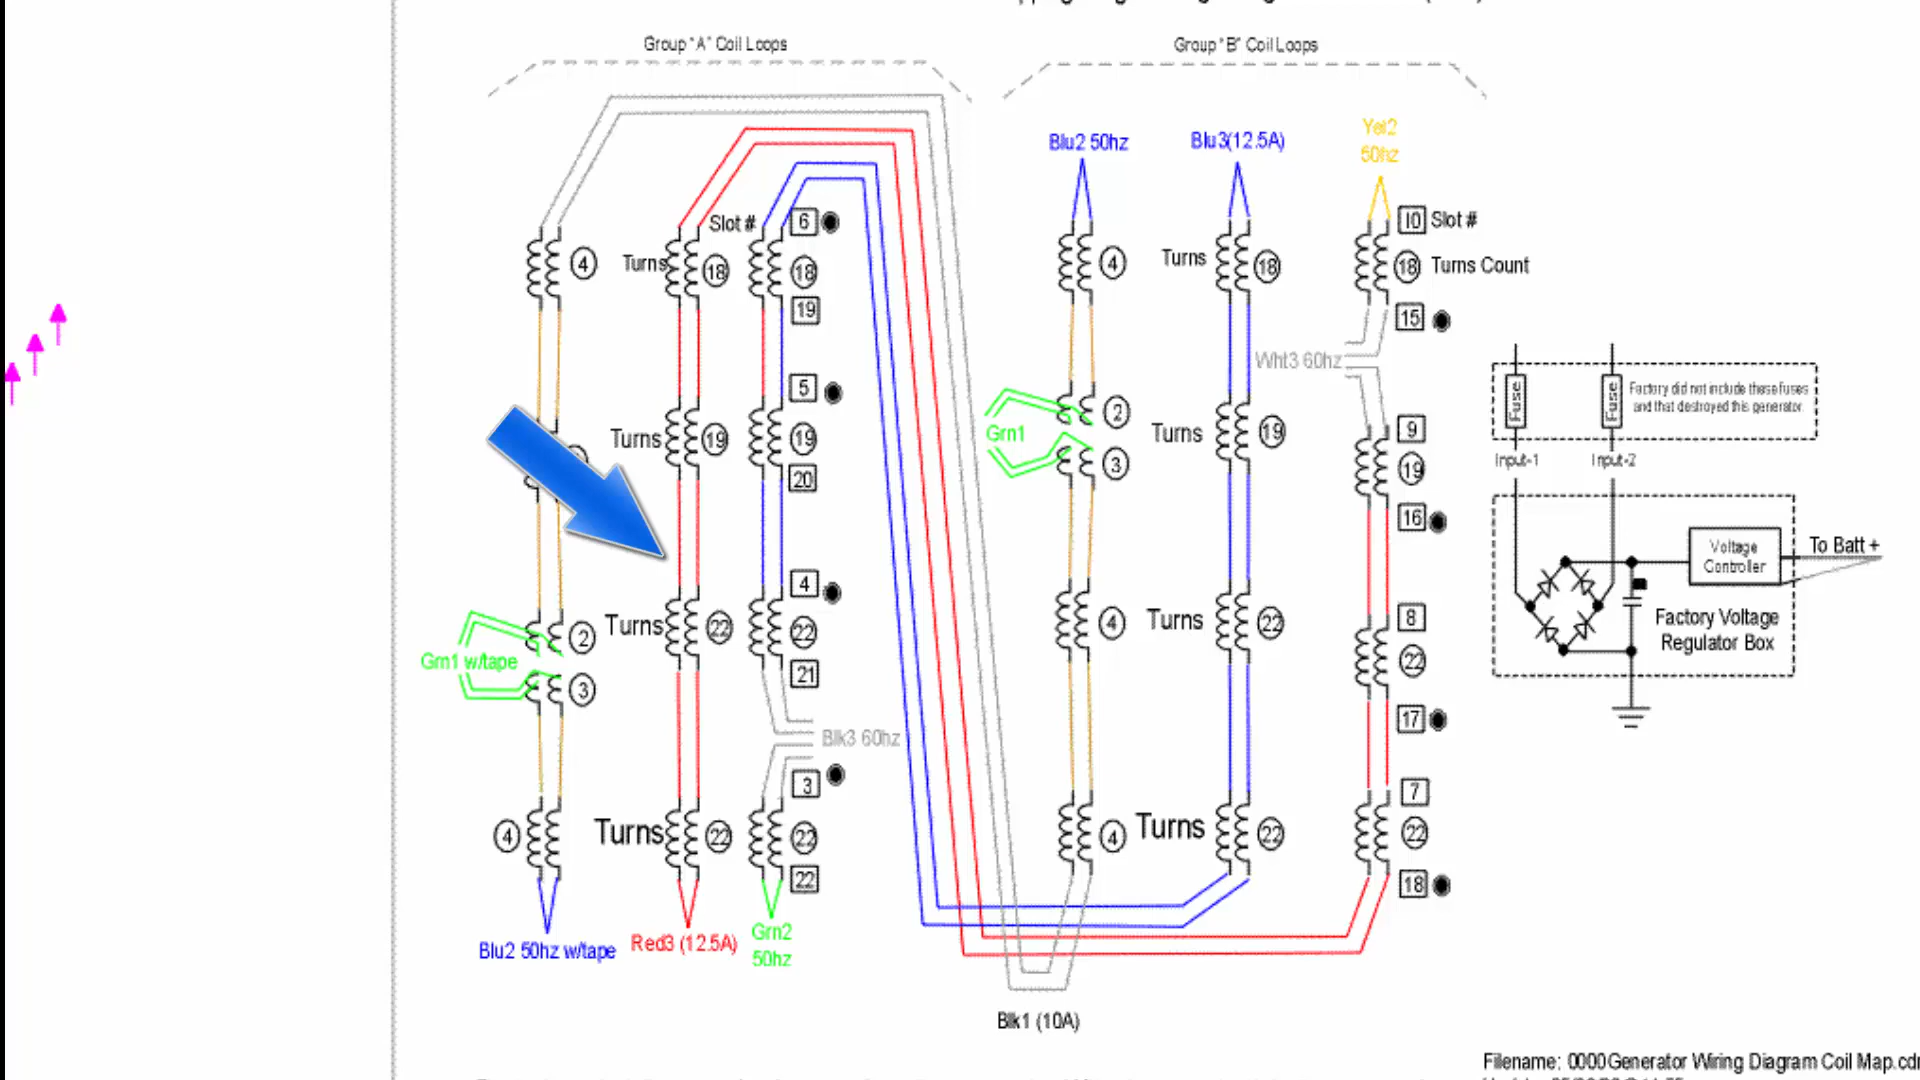 Group "A" Coil Loops
Group "B" Coil Loops
Blu2 50hz
Blu3(12.5A)
Yel2
50hz
Slot #
6
10 Slot #
4
Turns
18
18
4
Turns
18
18 Turns Count
19
15
Wht3 60hz
5
2
Grn1
3
Turns
19
19
Turns
19
9
19
20
16
Fuse
Fuse
Factory did not include these fuses
and that destroyed this generator.
Input-1
Input-2
Voltage
Controller
To Batt +
Factory Voltage
Regulator Box
4
2
Grn1 w/tape
3
Turns
22
22
4
Turns
22
8
22
21
17
Blk3 60hz
3
7
4
Turns
22
22
4
Turns
22
22
22
18
Blu2 50hz w/tape
Red3 (12.5A)
Grn2
50hz
Blk1 (10A)
Filename: 0000Generator Wiring Diagram Coil Map.cdr